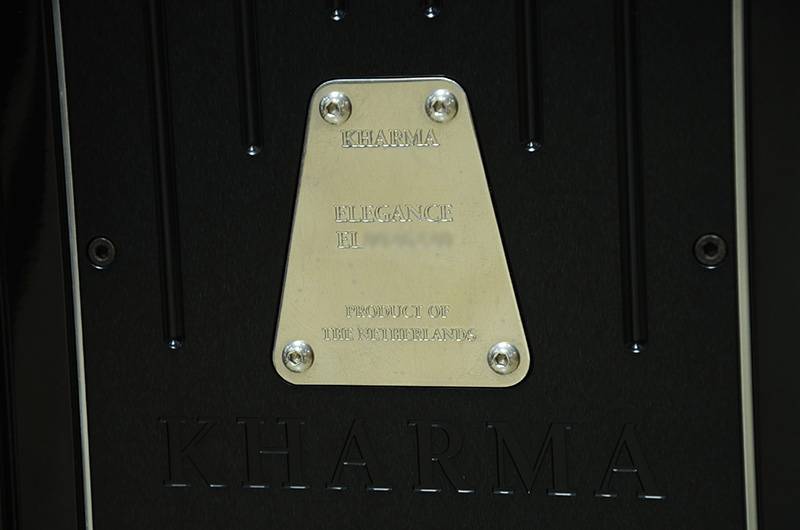 KHARMA
ELEGANCE
EL
PRODUCT OF
THE NETHERLANDS
KHARMA